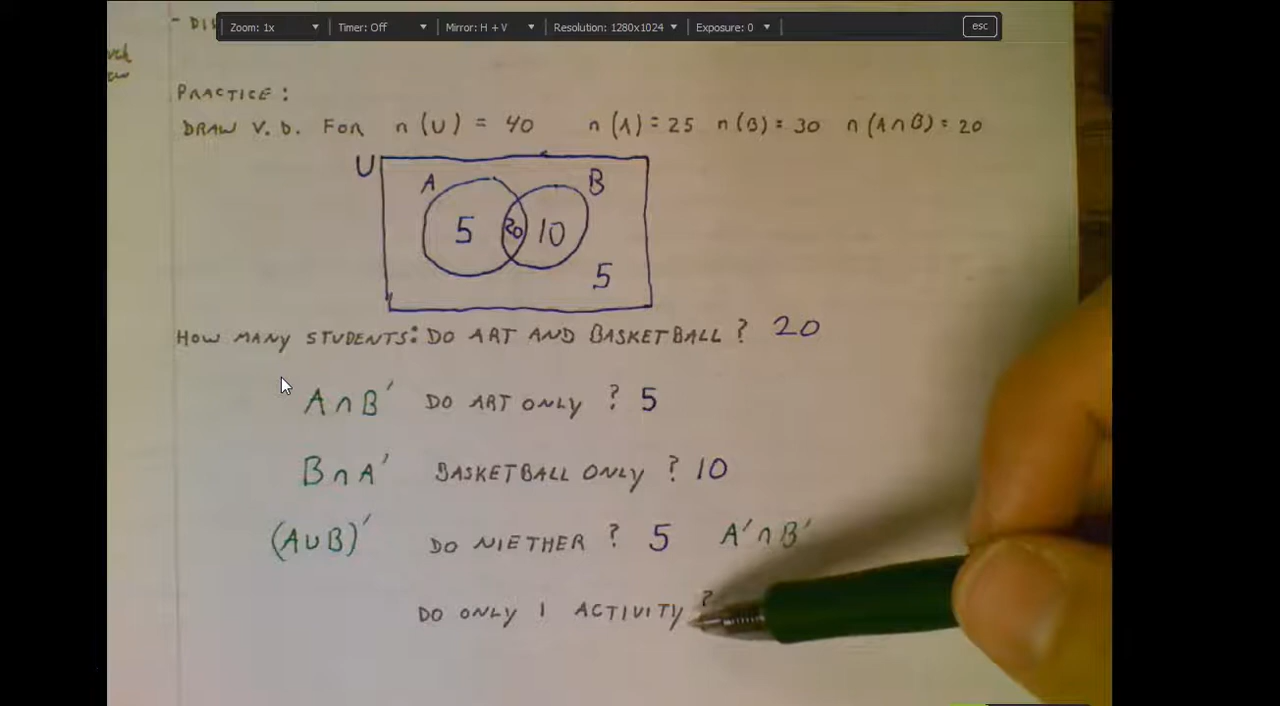 Zoom: 1x Timer: Off Mirror: H + V Resolution: 1280x1024 Exposure: 0 esc
PRACTICE:
DRAW V. D. FOR n(U) = 40 n(A) = 25 n(B) = 30 n(A∩B) = 20
U
A B
5 20 10
5
HOW MANY STUDENTS: DO ART AND BASKETBALL? 20
A∩B' DO ART ONLY? 5
B∩A' BASKETBALL ONLY? 10
(A∪B)' DO NIETHER? 5 A'∩B'
DO ONLY 1 ACTIVITY?